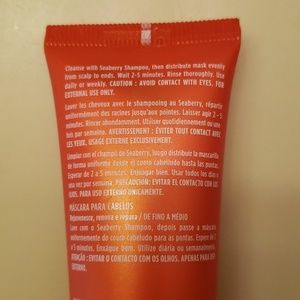 Cleanse with Seaberry Shampoo, then distribute mask evenly
from scalp to ends. Wait 2-5 minutes. Rinse thoroughly. Use
daily or weekly. CAUTION : AVOID CONTACT WITH EYES. FOR
EXTERNAL USE ONLY.
Laver les cheveux avec le shampooing au Seaberry, répartir
uniformément des racines jusqu'aux pointes. Laisser agir 2 - 5
minutes. Rincer abondamment. Utiliser quotidiennement ou une
fois par semaine. AVERTISSEMENT : ÉVITER TOUT CONTACT AVEC
LES YEUX. USAGE EXTERNE EXCLUSIVEMENT.
Limpiar con el champú de Seaberry, luego distribuir la mascarilla
de forma uniforme desde el cuero cabelludo hasta las puntas.
Esperar de 2 a 5 minutos. Enjuagar bien. Usar todos los días o
una vez por semana. PRECAUCIÓN: EVITAR EL CONTACTO CON LOS
OJOS. PARA USO EXTERNO ÚNICAMENTE.
MÁSCARA PARA CABELOS
Rejuvenesce, renova e repara / DE FINO A MÉDIO
Lave com o Seaberry Shampoo, depois passe a máscara
uniformemente do couro cabeludo para as pontas. Espere de 2
a 5 minutos. Enxágue bem. Utilize diária ou semanalmente.
ATENÇÃO: EVITAR O CONTATO COM OS OLHOS. APENAS PARA USO
EXTERNO.